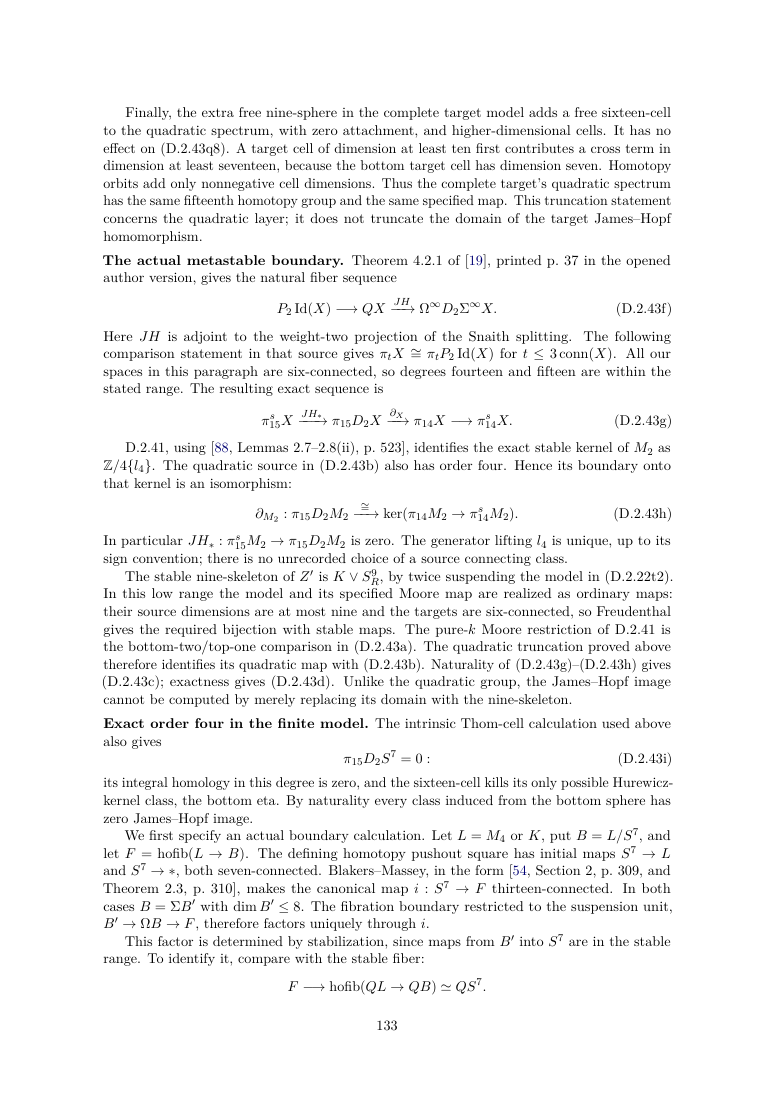 Finally, the extra free nine-sphere in the complete target model adds a free sixteen-cell
to the quadratic spectrum, with zero attachment, and higher-dimensional cells. It has no
effect on (D.2.43q8). A target cell of dimension at least ten first contributes a cross term in
dimension at least seventeen, because the bottom target cell has dimension seven. Homotopy
orbits add only nonnegative cell dimensions. Thus the complete target's quadratic spectrum
has the same fifteenth homotopy group and the same specified map. This truncation statement
concerns the quadratic layer; it does not truncate the domain of the target James–Hopf
homomorphism.
The actual metastable boundary. Theorem 4.2.1 of [19], printed p. 37 in the opened
author version, gives the natural fiber sequence
P₂ Id(X) ⟶ QX —JH→ Ω^∞D₂Σ^∞X. (D.2.43f)
Here JH is adjoint to the weight-two projection of the Snaith splitting. The following
comparison statement in that source gives π_tX ≅ π_tP₂ Id(X) for t ≤ 3 conn(X). All our
spaces in this paragraph are six-connected, so degrees fourteen and fifteen are within the
stated range. The resulting exact sequence is
π^s_15X —JH_*→ π_15D₂X —∂_X→ π_14X ⟶ π^s_14X. (D.2.43g)
D.2.41, using [88, Lemmas 2.7–2.8(ii), p. 523], identifies the exact stable kernel of M₂ as
ℤ/4{l₄}. The quadratic source in (D.2.43b) also has order four. Hence its boundary onto
that kernel is an isomorphism:
∂_{M₂} : π_15D₂M₂ —≅→ ker(π_14M₂ → π^s_14M₂). (D.2.43h)
In particular JH_* : π^s_15M₂ → π_15D₂M₂ is zero. The generator lifting l₄ is unique, up to its
sign convention; there is no unrecorded choice of a source connecting class.
The stable nine-skeleton of Z′ is K ∨ S^9_R, by twice suspending the model in (D.2.22t2).
In this low range the model and its specified Moore map are realized as ordinary maps:
their source dimensions are at most nine and the targets are six-connected, so Freudenthal
gives the required bijection with stable maps. The pure-k Moore restriction of D.2.41 is
the bottom-two/top-one comparison in (D.2.43a). The quadratic truncation proved above
therefore identifies its quadratic map with (D.2.43b). Naturality of (D.2.43g)–(D.2.43h) gives
(D.2.43c); exactness gives (D.2.43d). Unlike the quadratic group, the James–Hopf image
cannot be computed by merely replacing its domain with the nine-skeleton.
Exact order four in the finite model. The intrinsic Thom-cell calculation used above
also gives
π_15D₂S^7 = 0 : (D.2.43i)
its integral homology in this degree is zero, and the sixteen-cell kills its only possible Hurewicz-
kernel class, the bottom eta. By naturality every class induced from the bottom sphere has
zero James–Hopf image.
We first specify an actual boundary calculation. Let L = M₄ or K, put B = L/S^7, and
let F = hofib(L → B). The defining homotopy pushout square has initial maps S^7 → L
and S^7 → *, both seven-connected. Blakers–Massey, in the form [54, Section 2, p. 309, and
Theorem 2.3, p. 310], makes the canonical map i : S^7 → F thirteen-connected. In both
cases B = ΣB′ with dim B′ ≤ 8. The fibration boundary restricted to the suspension unit,
B′ → ΩB → F, therefore factors uniquely through i.
This factor is determined by stabilization, since maps from B′ into S^7 are in the stable
range. To identify it, compare with the stable fiber:
F ⟶ hofib(QL → QB) ≃ QS^7.
133